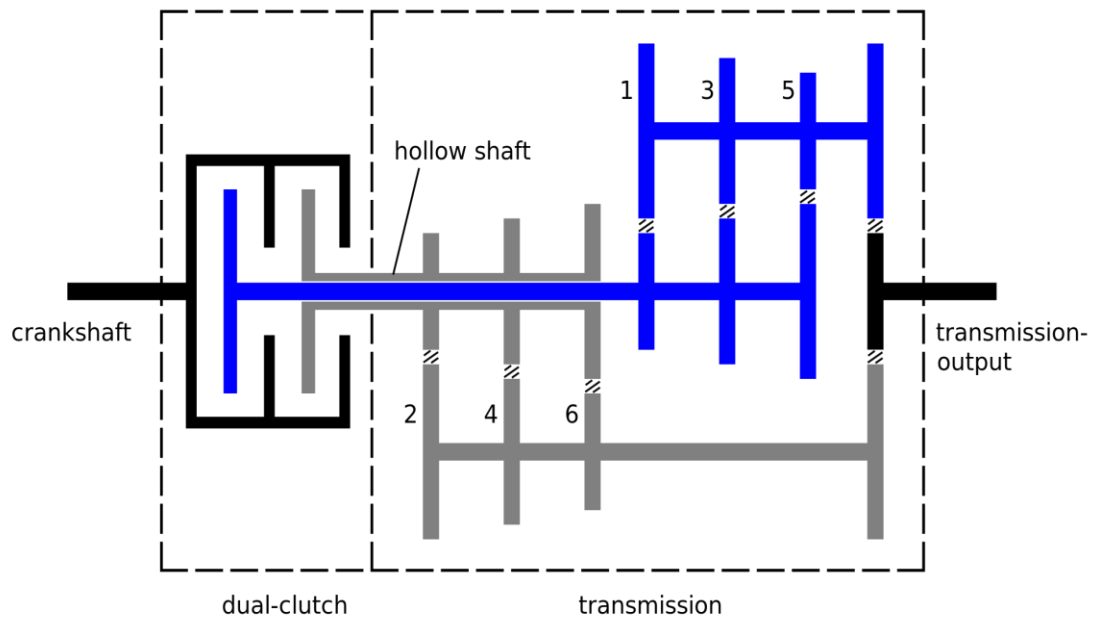 1
3
5
hollow shaft
crankshaft
transmission-
output
2
4
6
dual-clutch
transmission